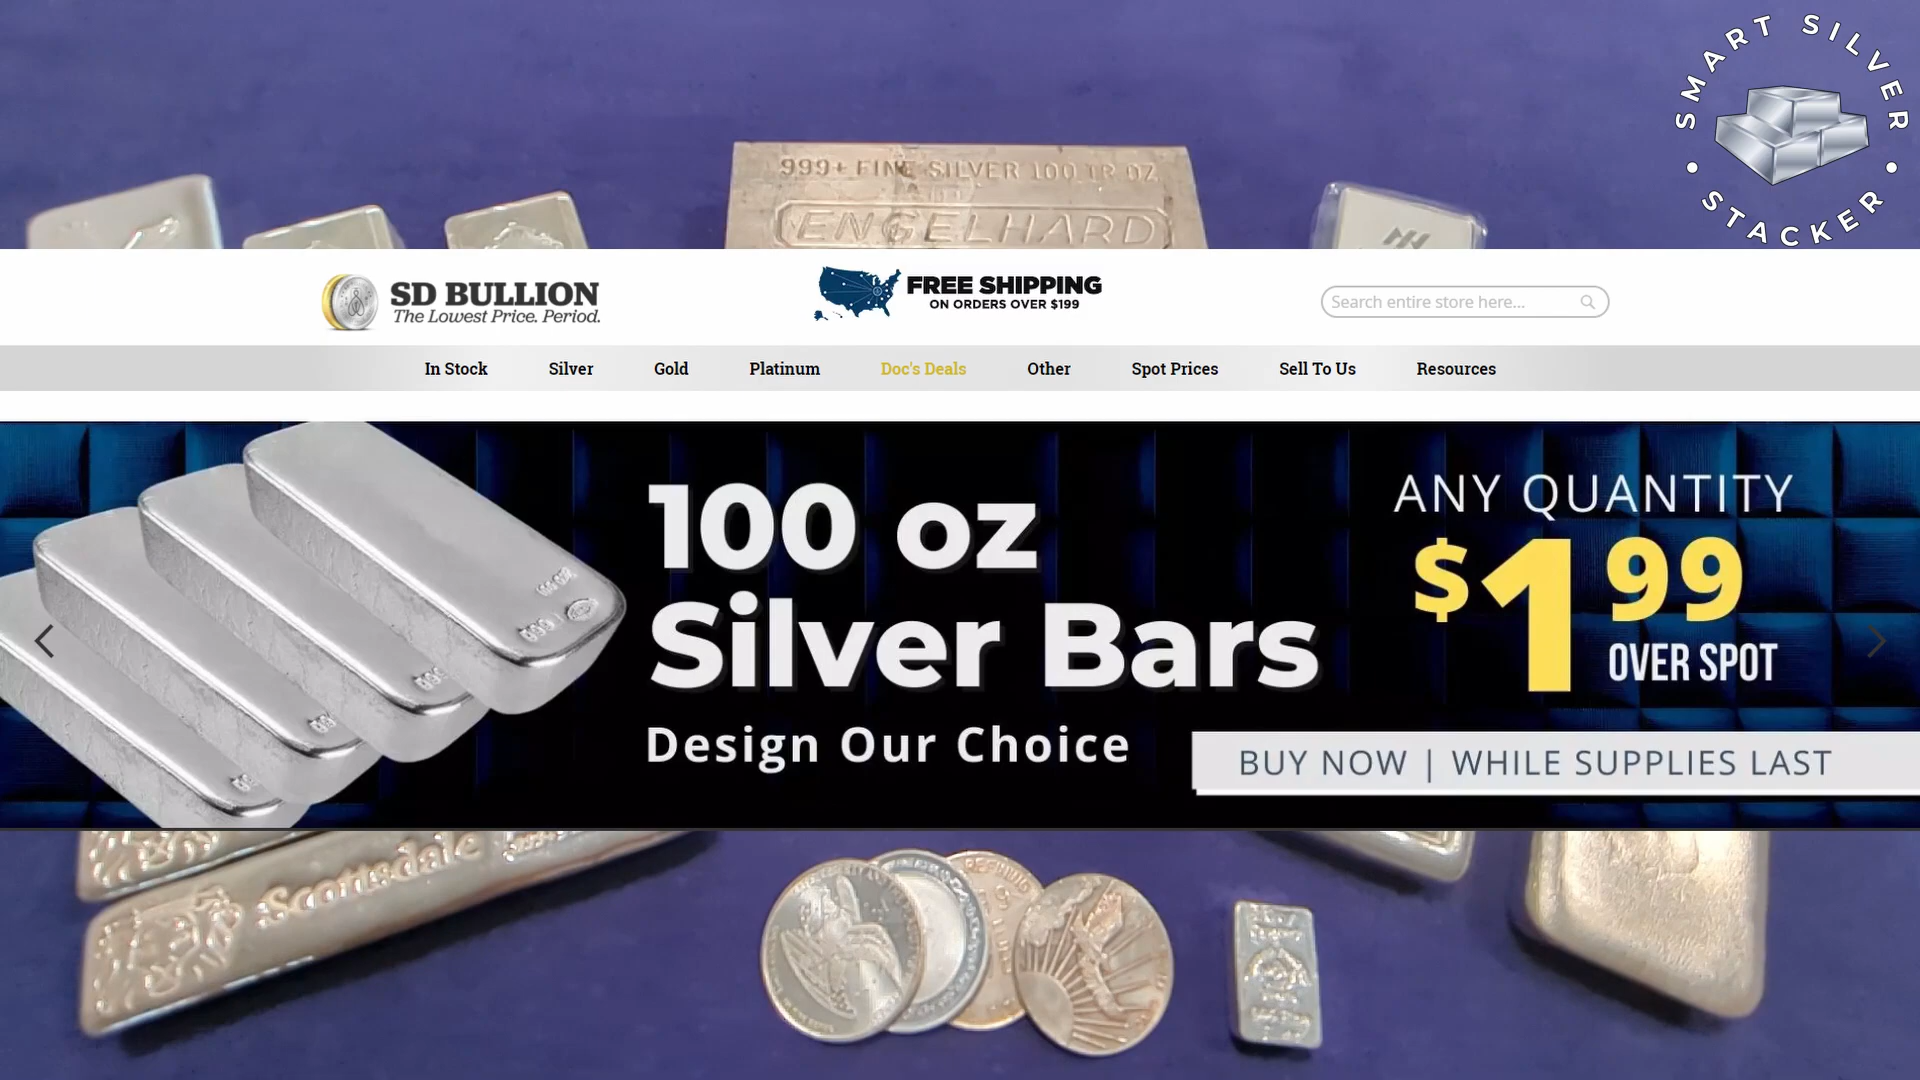 SMART SILVER
STACKER
999+ FINE SILVER 100 TR OZ
ENGELHARD
SD BULLION
The Lowest Price. Period.
FREE SHIPPING
ON ORDERS OVER $199
Search entire store here...
In Stock
Silver
Gold
Platinum
Doc's Deals
Other
Spot Prices
Sell To Us
Resources
100 oz
Silver Bars
Design Our Choice
ANY QUANTITY
$1 99
OVER SPOT
BUY NOW | WHILE SUPPLIES LAST
999
Scottsdale